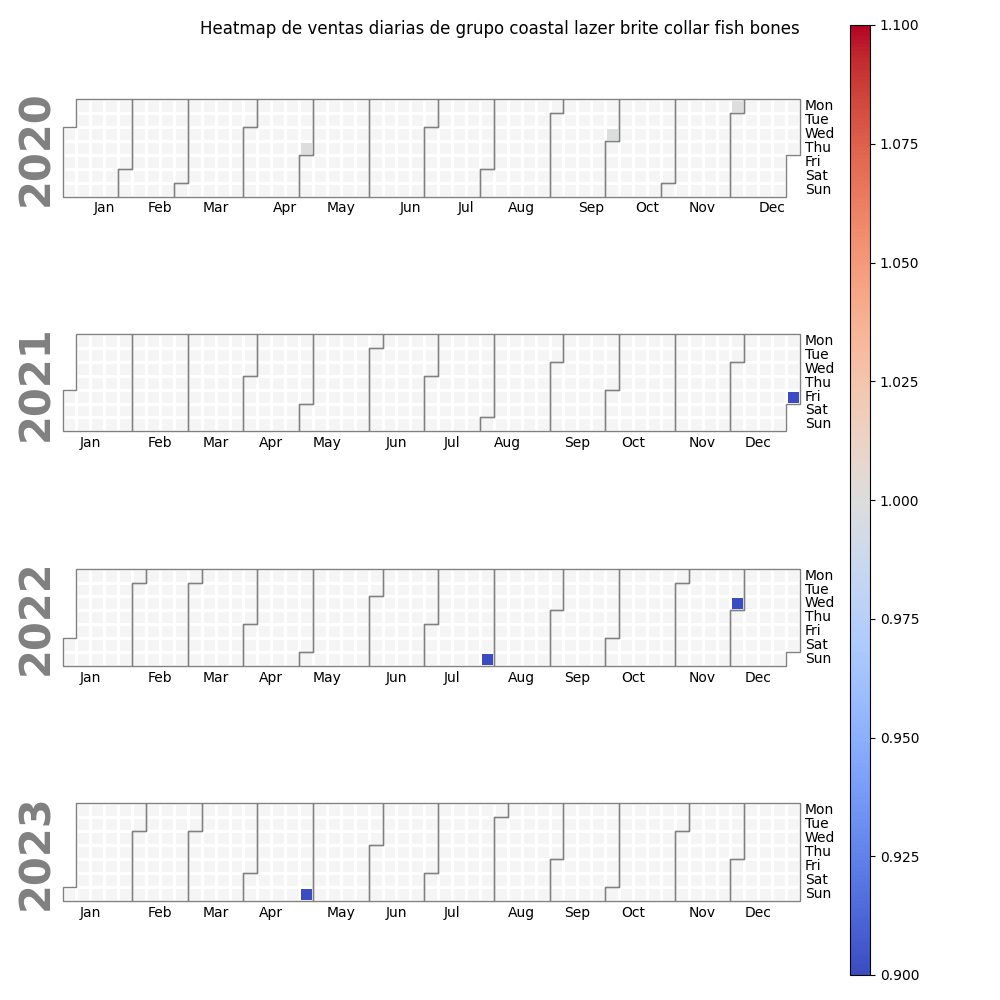 Heatmap de ventas diarias de grupo coastal lazer brite collar fish bones
2020
Mon
Tue
Wed
Thu
Fri
Sat
Sun
Jan Feb Mar Apr May Jun Jul Aug Sep Oct Nov Dec
2021
Mon
Tue
Wed
Thu
Fri
Sat
Sun
Jan Feb Mar Apr May Jun Jul Aug Sep Oct Nov Dec
2022
Mon
Tue
Wed
Thu
Fri
Sat
Sun
Jan Feb Mar Apr May Jun Jul Aug Sep Oct Nov Dec
2023
Mon
Tue
Wed
Thu
Fri
Sat
Sun
Jan Feb Mar Apr May Jun Jul Aug Sep Oct Nov Dec
1.100
1.075
1.050
1.025
1.000
0.975
0.950
0.925
0.900